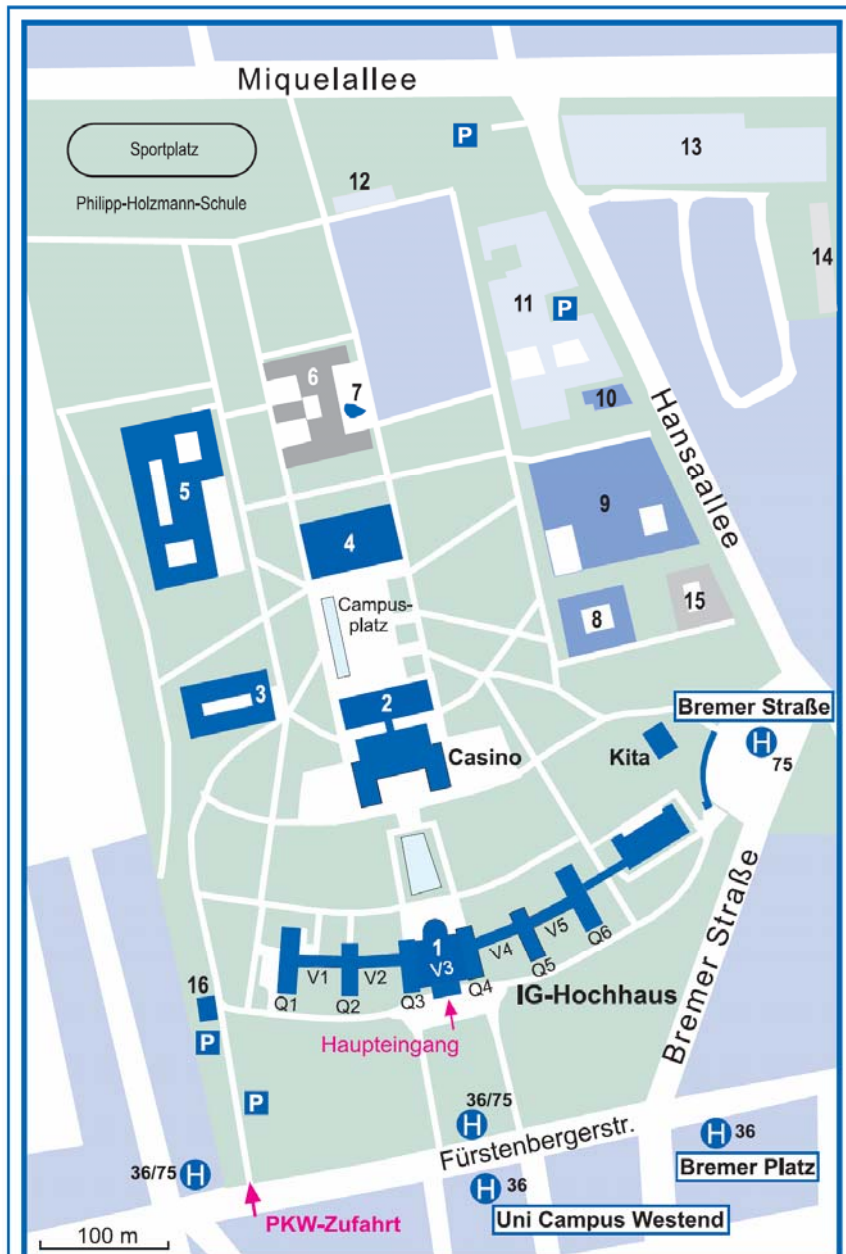 Miquelallee
P
Sportplatz
13
Philipp-Holzmann-Schule
12
14
11
P
6
7
10
Hansaallee
5
9
4
Campus-
platz
8
15
3
2
Bremer Straße
H
75
Casino
Kita
Bremer Straße
1
V3
Q1
V1
Q2
V2
Q3
Q4
V4
Q5
V5
Q6
16
IG-Hochhaus
P
Haupteingang
P
36/75
H
Fürstenbergerstr.
H 36
Bremer Platz
36/75 H
H 36
Uni Campus Westend
PKW-Zufahrt
100 m